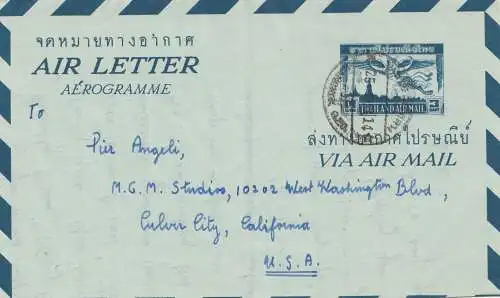 จดหมายทางอากาศ
AIR LETTER
AÉROGRAMME
THAILAND AIR MAIL
ส่งทางอากาศไปรษณีย์
VIA AIR MAIL
To
Pier Angeli,
M.G.M. Studios, 10202 West Washington Blvd,
Culver City, California
U.S.A.